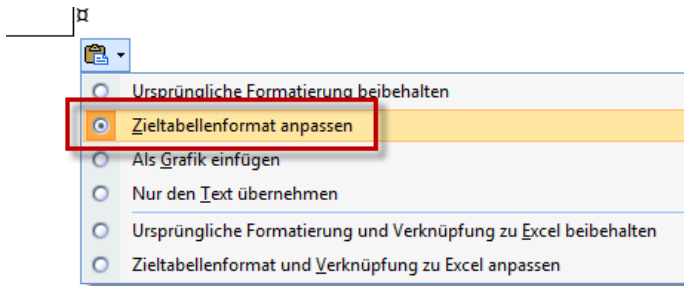 ¤
Ursprüngliche Formatierung beibehalten
Zieltabellenformat anpassen
Als Grafik einfügen
Nur den Text übernehmen
Ursprüngliche Formatierung und Verknüpfung zu Excel beibehalten
Zieltabellenformat und Verknüpfung zu Excel anpassen